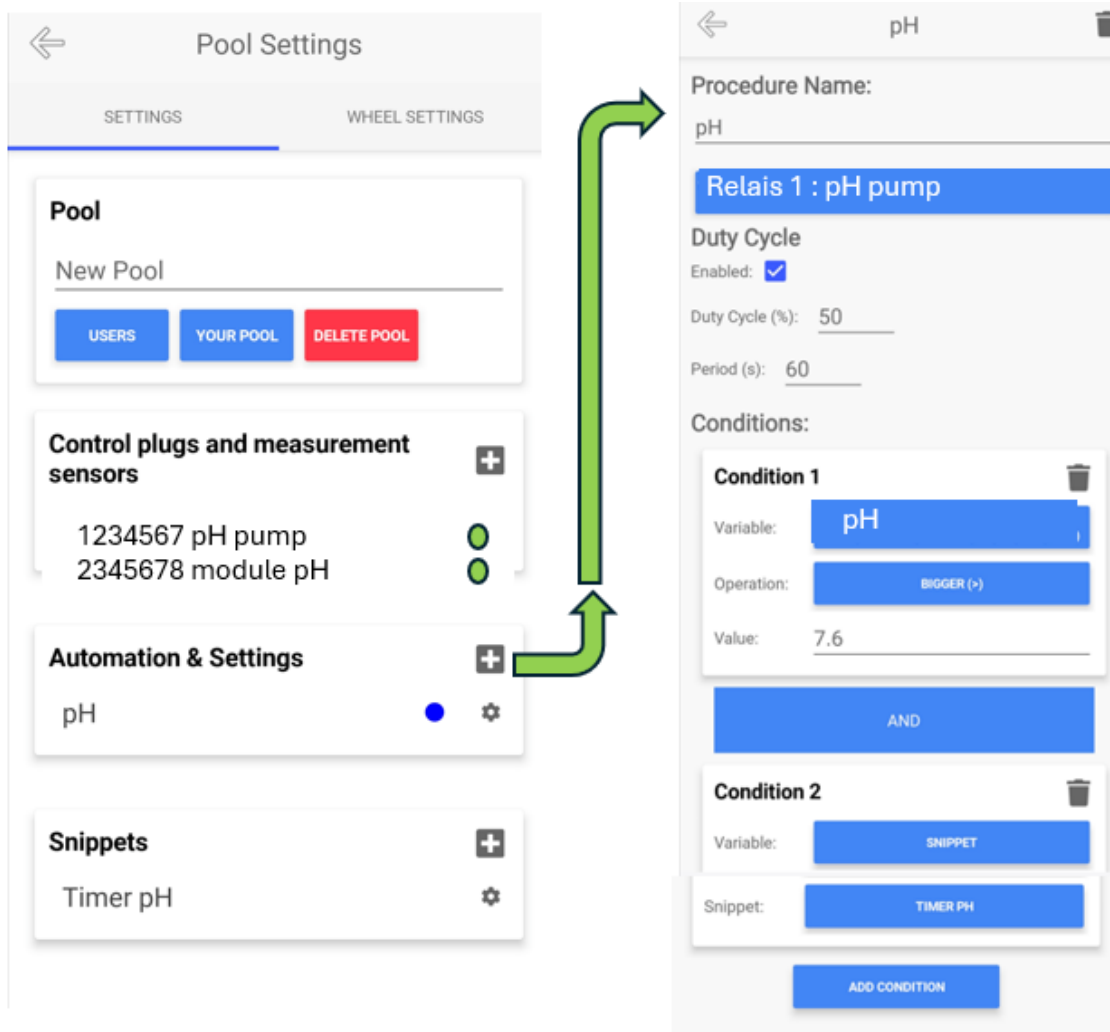 Pool Settings
SETTINGS
WHEEL SETTINGS
Pool
New Pool
USERS
YOUR POOL
DELETE POOL
Control plugs and measurement
sensors
1234567 pH pump
2345678 module pH
Automation & Settings
pH
Snippets
Timer pH
pH
Procedure Name:
pH
Relais 1 : pH pump
Duty Cycle
Enabled:
Duty Cycle (%): 50
Period (s): 60
Conditions:
Condition 1
Variable: pH
Operation: BIGGER (>)
Value: 7.6
AND
Condition 2
Variable: SNIPPET
Snippet: TIMER PH
ADD CONDITION